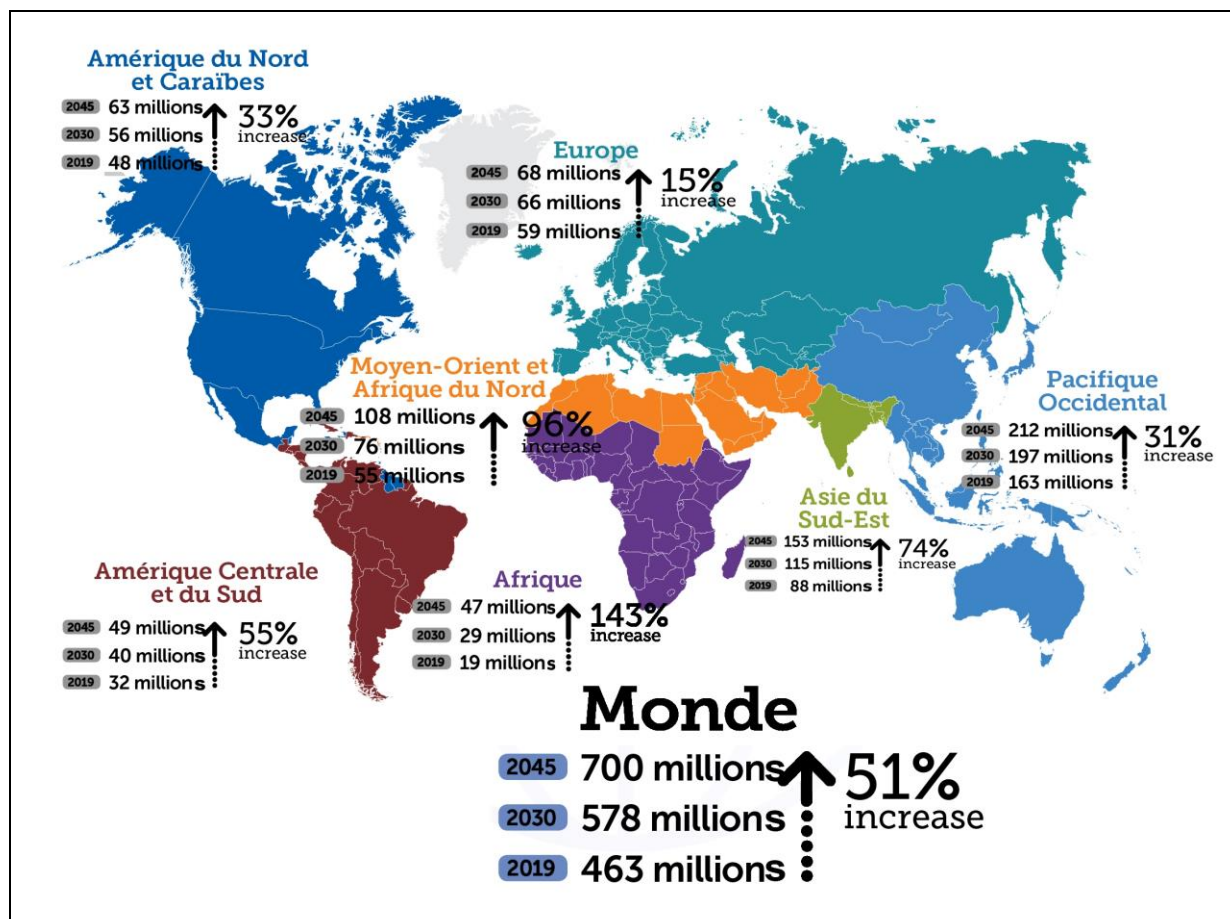 Amérique du Nord
et Caraïbes
2045 63 millions
2030 56 millions
2019 48 millions
33%
increase
Europe
2045 68 millions
2030 66 millions
2019 59 millions
15%
increase
Moyen-Orient et
Afrique du Nord
2045 108 millions
2030 76 millions
2019 55 millions
96%
increase
Pacifique
Occidental
2045 212 millions
2030 197 millions
2019 163 millions
31%
increase
Asie du
Sud-Est
2045 153 millions
2030 115 millions
2019 88 millions
74%
increase
Amérique Centrale
et du Sud
2045 49 millions
2030 40 millions
2019 32 millions
55%
increase
Afrique
2045 47 millions
2030 29 millions
2019 19 millions
143%
increase
Monde
2045 700 millions
2030 578 millions
2019 463 millions
51%
increase